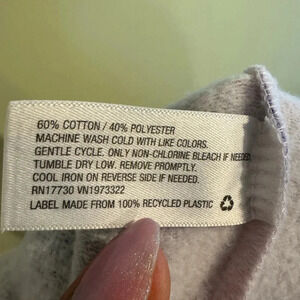 60% COTTON / 40% POLYESTER
MACHINE WASH COLD WITH LIKE COLORS.
GENTLE CYCLE. ONLY NON-CHLORINE BLEACH IF NEEDED.
TUMBLE DRY LOW. REMOVE PROMPTLY.
COOL IRON ON REVERSE SIDE IF NEEDED.
RN17730 VN1973322
LABEL MADE FROM 100% RECYCLED PLASTIC